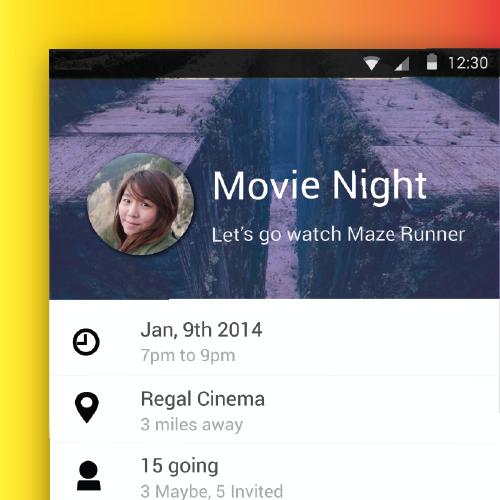 12:30
Movie Night
Let's go watch Maze Runner
Jan, 9th 2014
7pm to 9pm
Regal Cinema
3 miles away
15 going
3 Maybe, 5 Invited